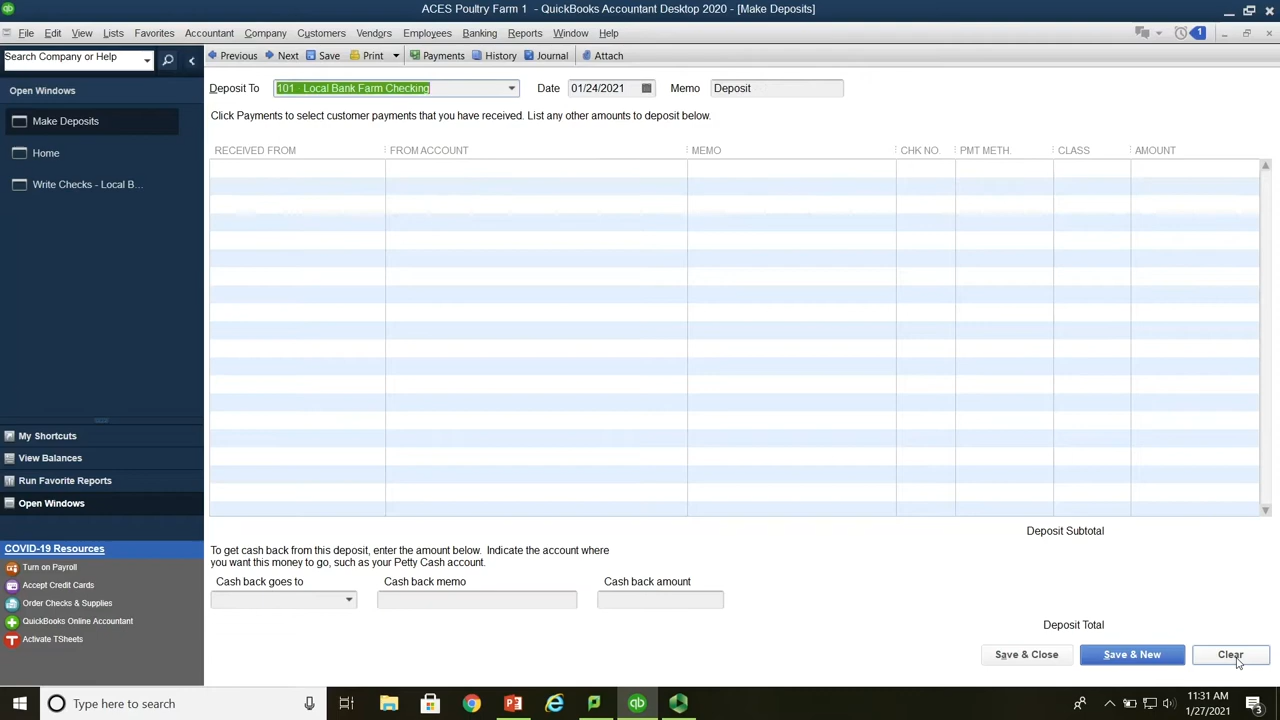 ACES Poultry Farm 1 - QuickBooks Accountant Desktop 2020 - [Make Deposits]
File Edit View Lists Favorites Accountant Company Customers Vendors Employees Banking Reports Window Help
1
Search Company or Help
Previous Next Save Print Payments History Journal Attach
Open Windows
Make Deposits
Home
Write Checks - Local B...
My Shortcuts
View Balances
Run Favorite Reports
Open Windows
COVID-19 Resources
Turn on Payroll
Accept Credit Cards
Order Checks & Supplies
QuickBooks Online Accountant
Activate TSheets
Deposit To 101 · Local Bank Farm Checking Date 01/24/2021 Memo Deposit
Click Payments to select customer payments that you have received. List any other amounts to deposit below.
RECEIVED FROM FROM ACCOUNT MEMO CHK NO. PMT METH. CLASS AMOUNT
Deposit Subtotal
To get cash back from this deposit, enter the amount below. Indicate the account where
you want this money to go, such as your Petty Cash account.
Cash back goes to Cash back memo Cash back amount
Deposit Total
Save & Close Save & New Clear
Type here to search
11:31 AM
1/27/2021
3